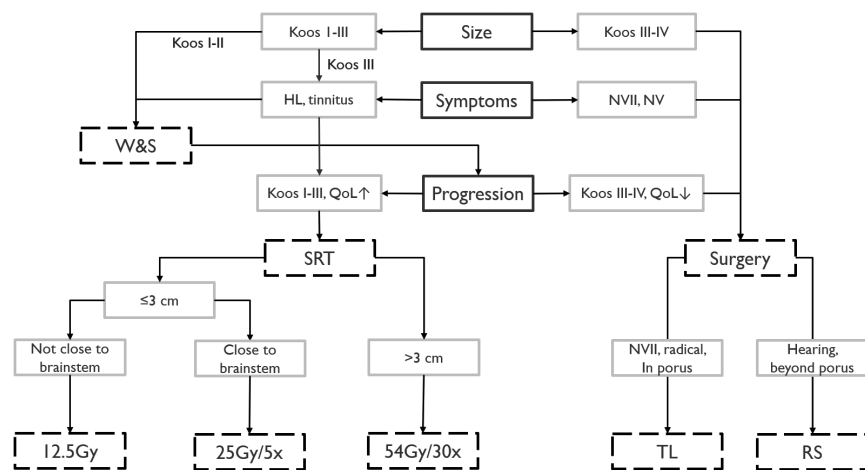 Koos 1-III
Size
Koos III-IV
Koos I-II
Koos III
HL, tinnitus
Symptoms
NVII, NV
W&S
Koos I-III, QoL↑
Progression
Koos III-IV, QoL↓
SRT
Surgery
≤3 cm
Not close to
brainstem
Close to
brainstem
>3 cm
NVII, radical,
In porus
Hearing,
beyond porus
12.5Gy
25Gy/5x
54Gy/30x
TL
RS